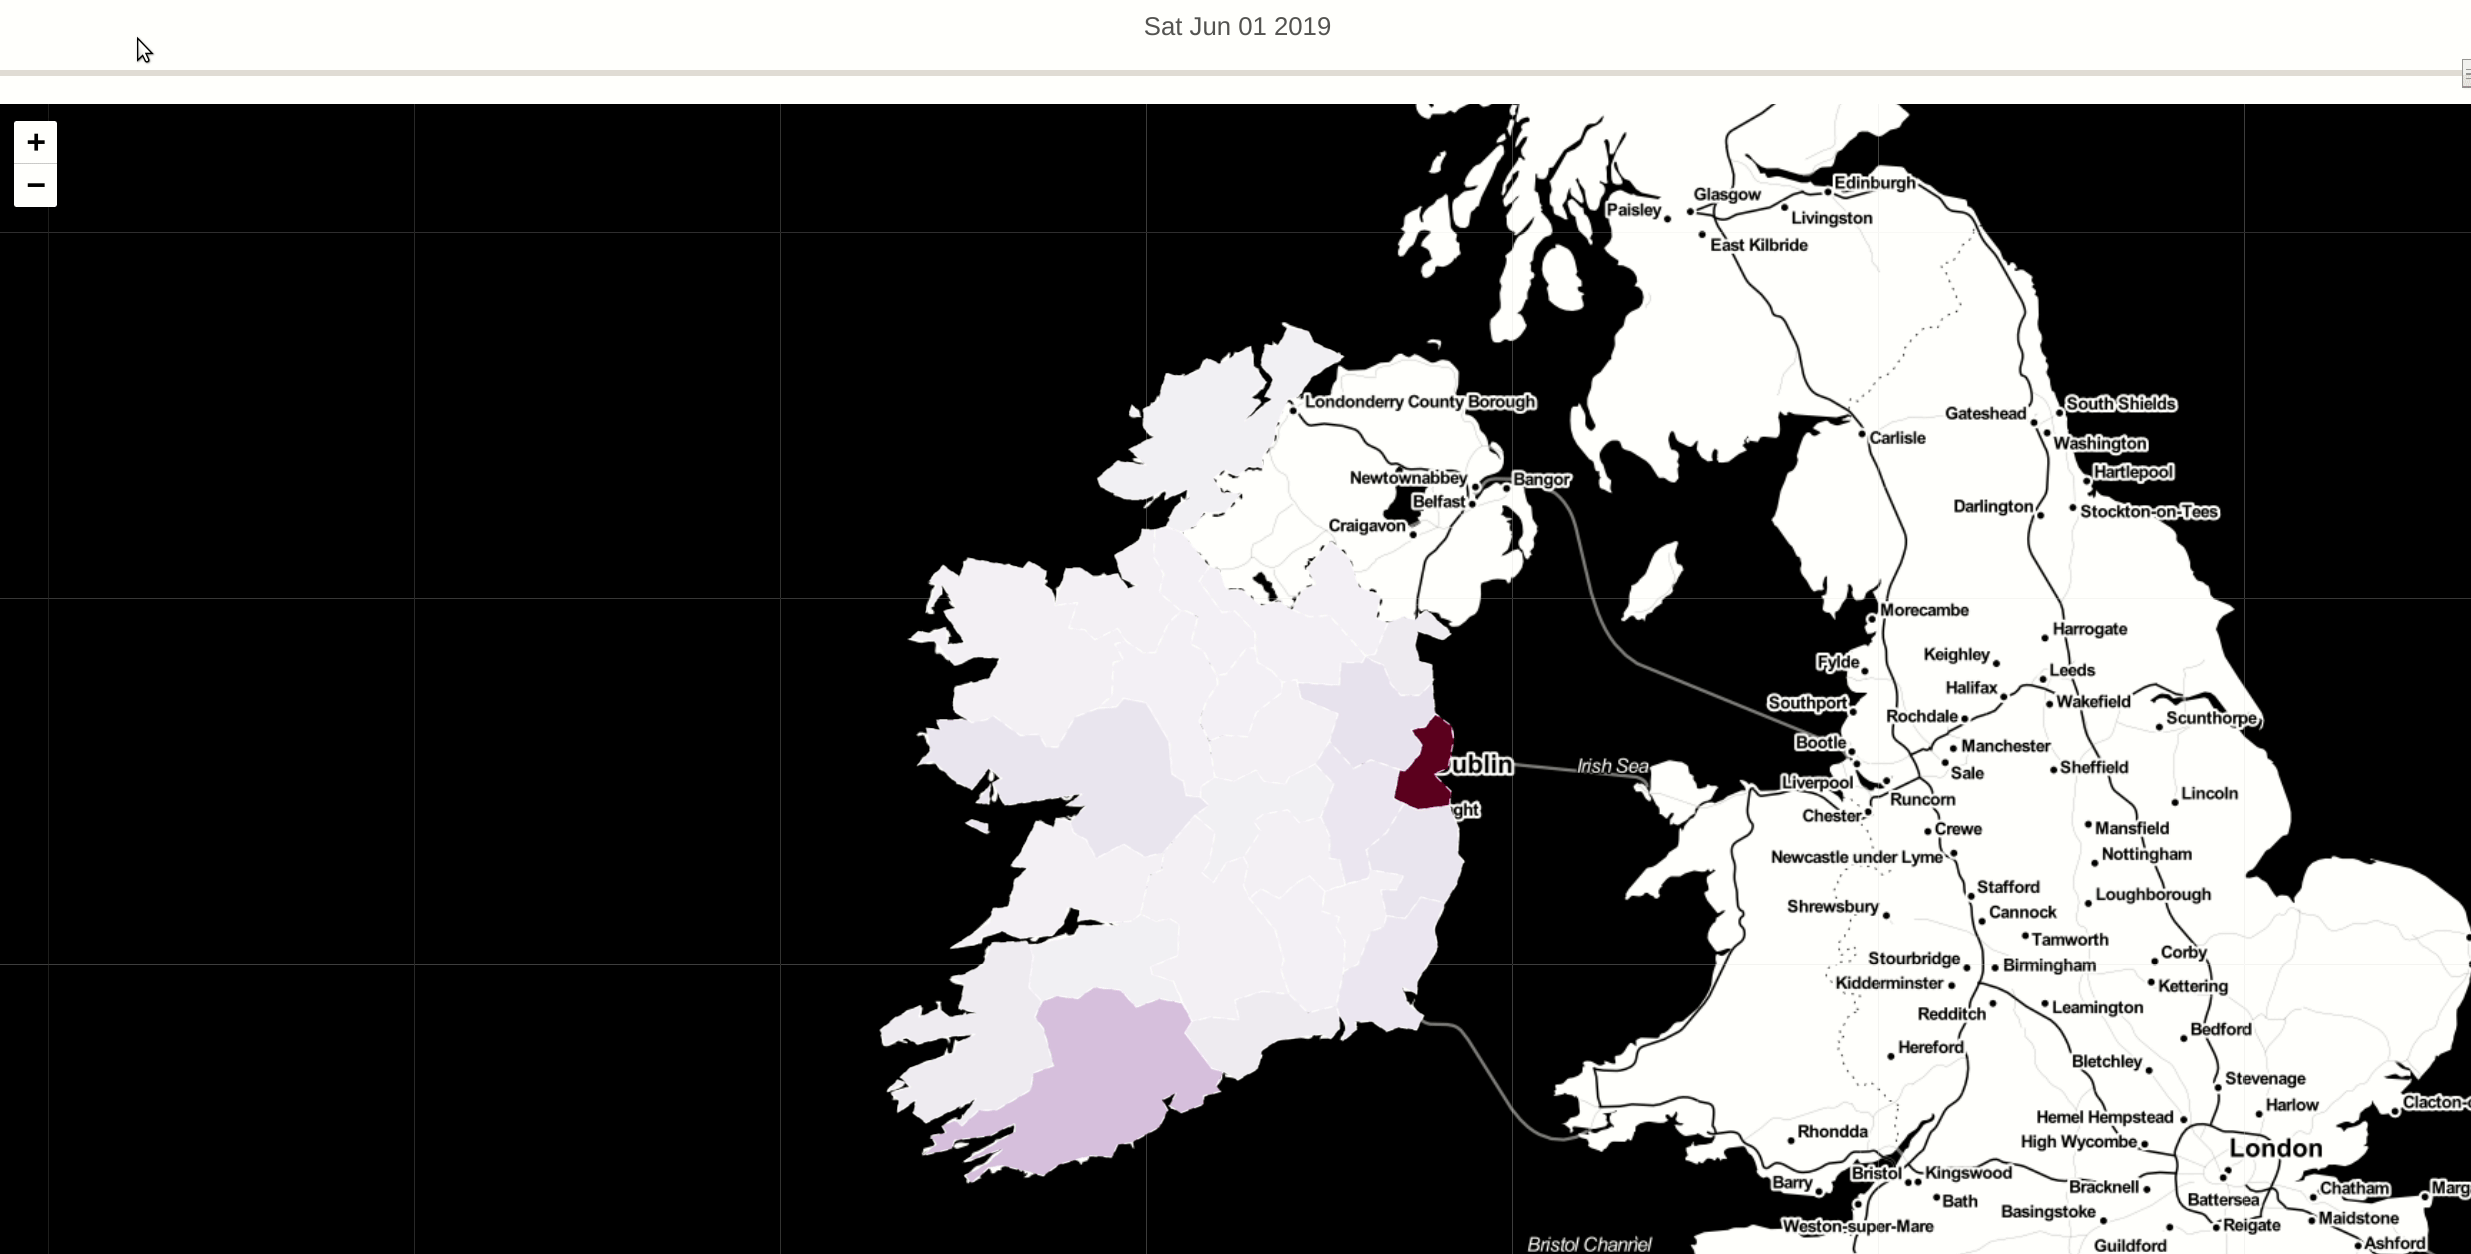 Sat Jun 01 2019
+
−
Edinburgh
Glasgow
Paisley
Livingston
East Kilbride
Londonderry County Borough
South Shields
Gateshead
Carlisle
Washington
Hartlepool
Newtownabbey
Bangor
Belfast
Darlington
Stockton-on-Tees
Craigavon
Morecambe
Harrogate
Keighley
Fylde
Leeds
Halifax
Southport
Wakefield
Rochdale
Scunthorpe
Bootle
Manchester
ublin
Irish Sea
Sale
Sheffield
Liverpool
Lincoln
Runcorn
ght
Chester
Crewe
Mansfield
Newcastle under Lyme
Nottingham
Stafford
Loughborough
Shrewsbury
Cannock
Tamworth
Corby
Stourbridge
Birmingham
Kidderminster
Kettering
Leamington
Redditch
Bedford
Hereford
Bletchley
Stevenage
Clacton-
Harlow
Hemel Hempstead
Rhondda
High Wycombe
London
Bristol
Kingswood
Barry
Bracknell
Chatham
Marg
Bath
Battersea
Basingstoke
Maidstone
Weston-super-Mare
Reigate
Bristol Channel
Guildford
Ashford